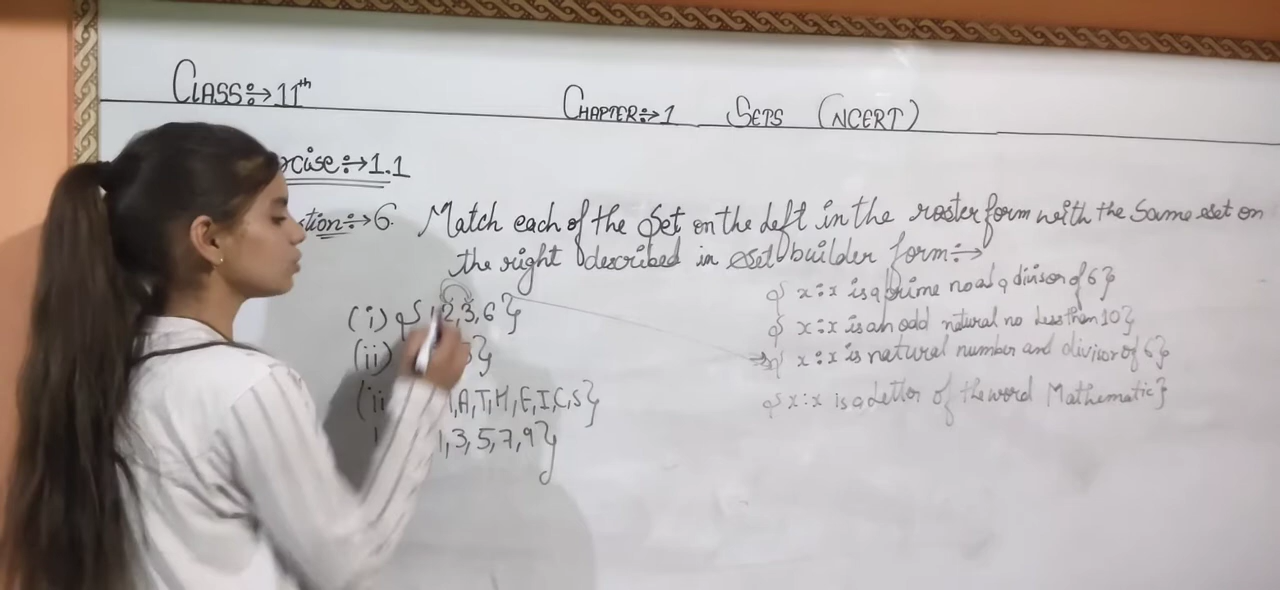 CLASS:→11th
CHAPTER:→1 SETS (NCERT)
rcise:→1.1
tion:→6. Match each of the set on the left in the roster form with the same set on
the right described in set builder form:→
(i) { 1,2,3,6}
{ x:x is a prime no and a divisor of 6}
{ x:x is an odd natural no less than 10}
(ii) 3}
{ x:x is natural number and divisor of 6}
(ii ,A,T,H,E,I,C,S}
{ x:x is a letter of the word Mathematic}
1,3,5,7,9}